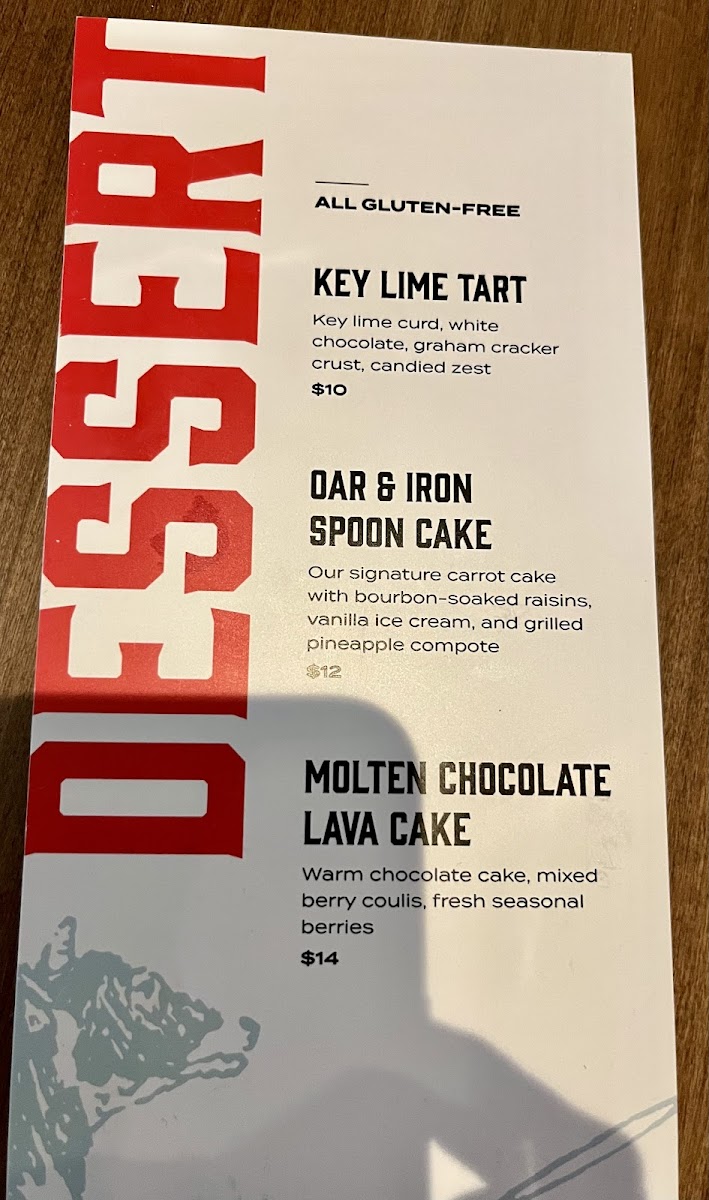 DESSERT
ALL GLUTEN-FREE
KEY LIME TART
Key lime curd, white
chocolate, graham cracker
crust, candied zest
$10
OAR & IRON
SPOON CAKE
Our signature carrot cake
with bourbon-soaked raisins,
vanilla ice cream, and grilled
pineapple compote
$12
MOLTEN CHOCOLATE
LAVA CAKE
Warm chocolate cake, mixed
berry coulis, fresh seasonal
berries
$14